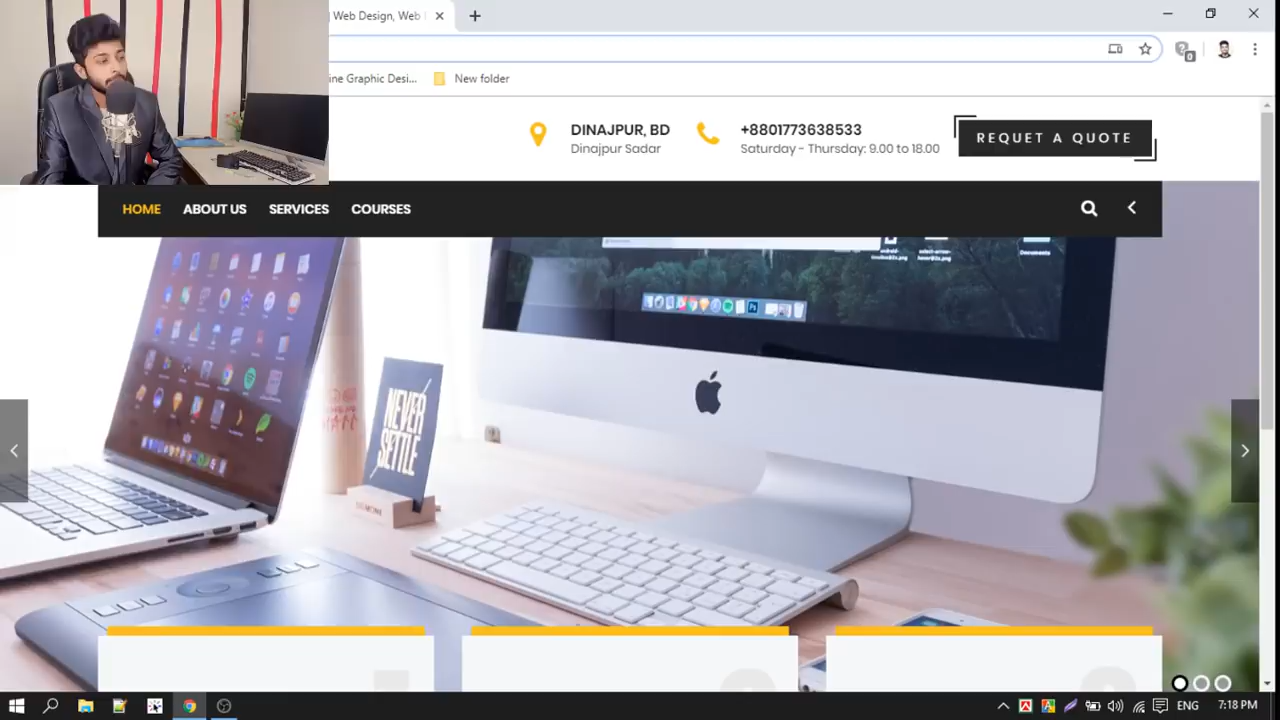 Web Design, Web
ine Graphic Desi...
New folder
DINAJPUR, BD
Dinajpur Sadar
+8801773638533
Saturday - Thursday: 9.00 to 18.00
REQUET A QUOTE
HOME ABOUT US SERVICES COURSES
NEVER
SETTLE
ENG
7:18 PM